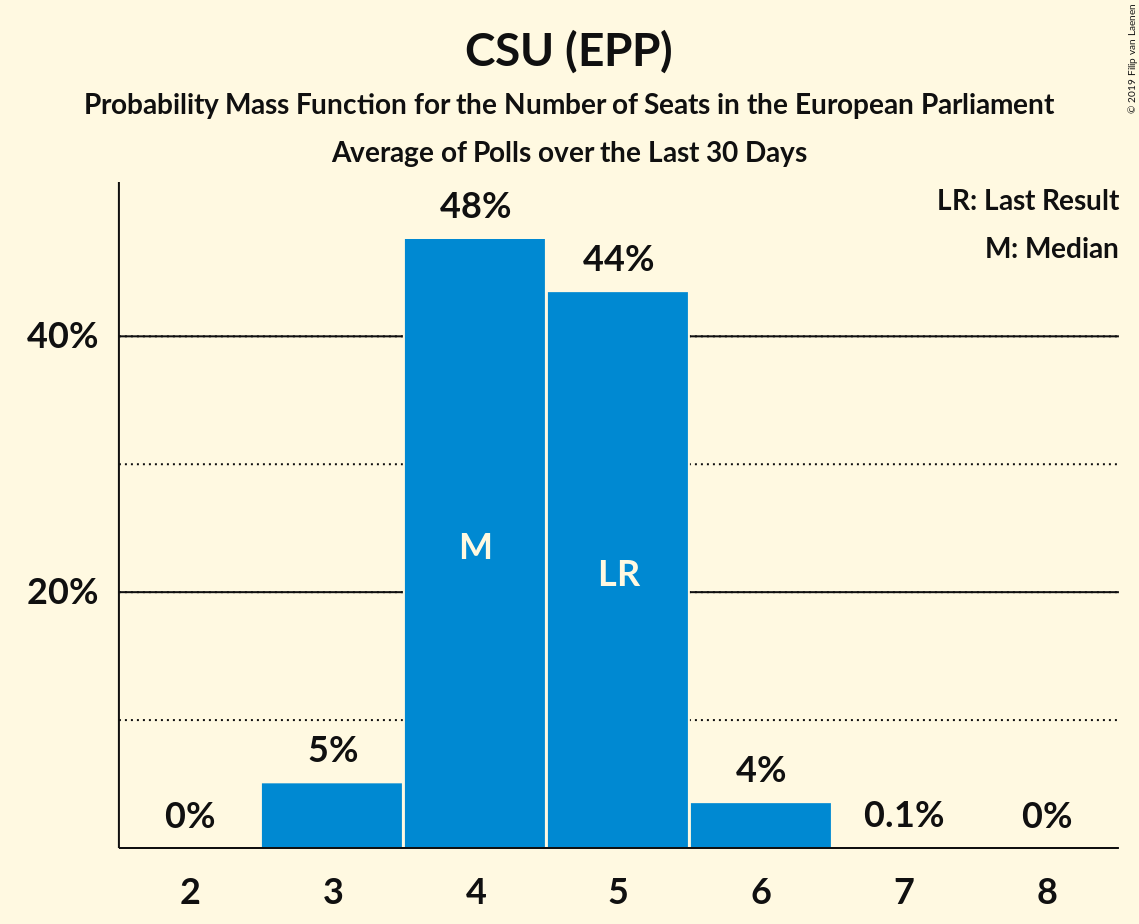 CSU (EPP)
Probability Mass Function for the Number of Seats in the European Parliament
Average of Polls over the Last 30 Days
© 2019 Filip van Laenen
LR: Last Result
M: Median
48%
44%
40%
M
LR
20%
5%
4%
0%
0.1%
0%
2 3 4 5 6 7 8